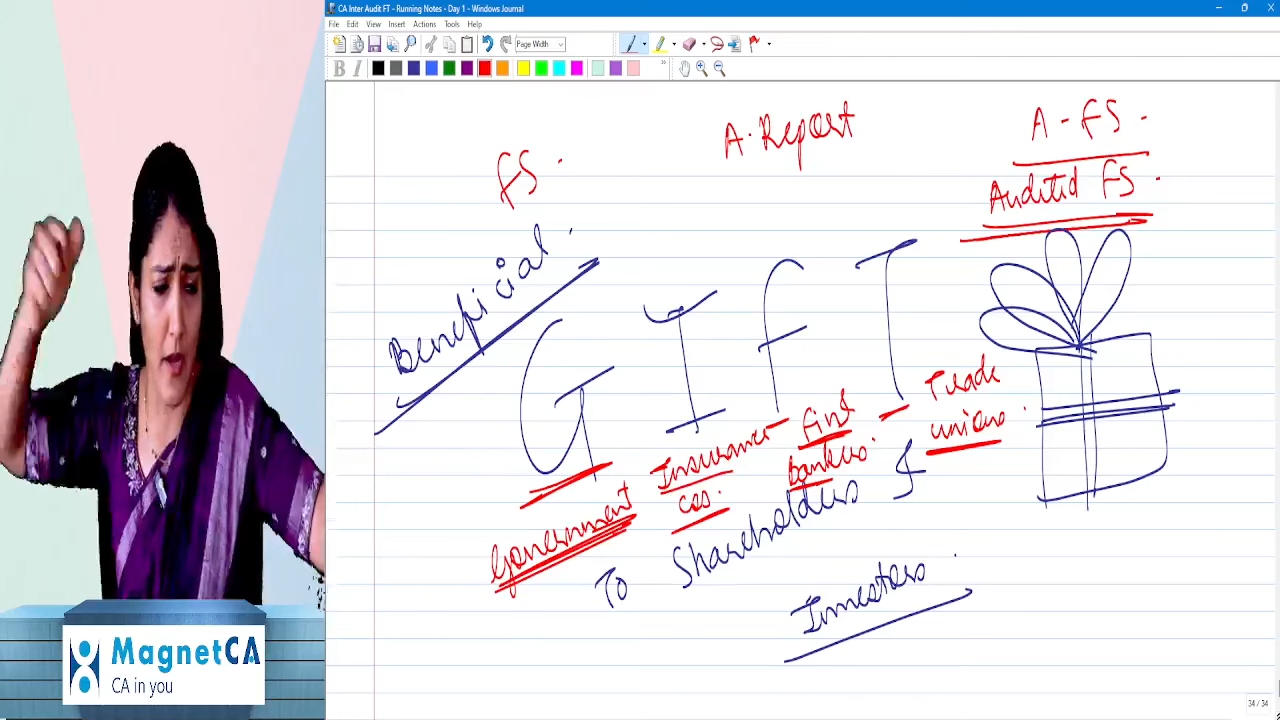 CA Inter Audit FT - Running Notes - Day 1 - Windows Journal
File Edit View Insert Actions Tools Help
Page Width
B I
FS.
A. Report
A - FS.
Audited FS.
Beneficial.
G I F T
Government
Insurance cos.
Fin& bankers.
Trade unions.
To Shareholders &
Investors
MagnetCA
CA in you
34 / 34